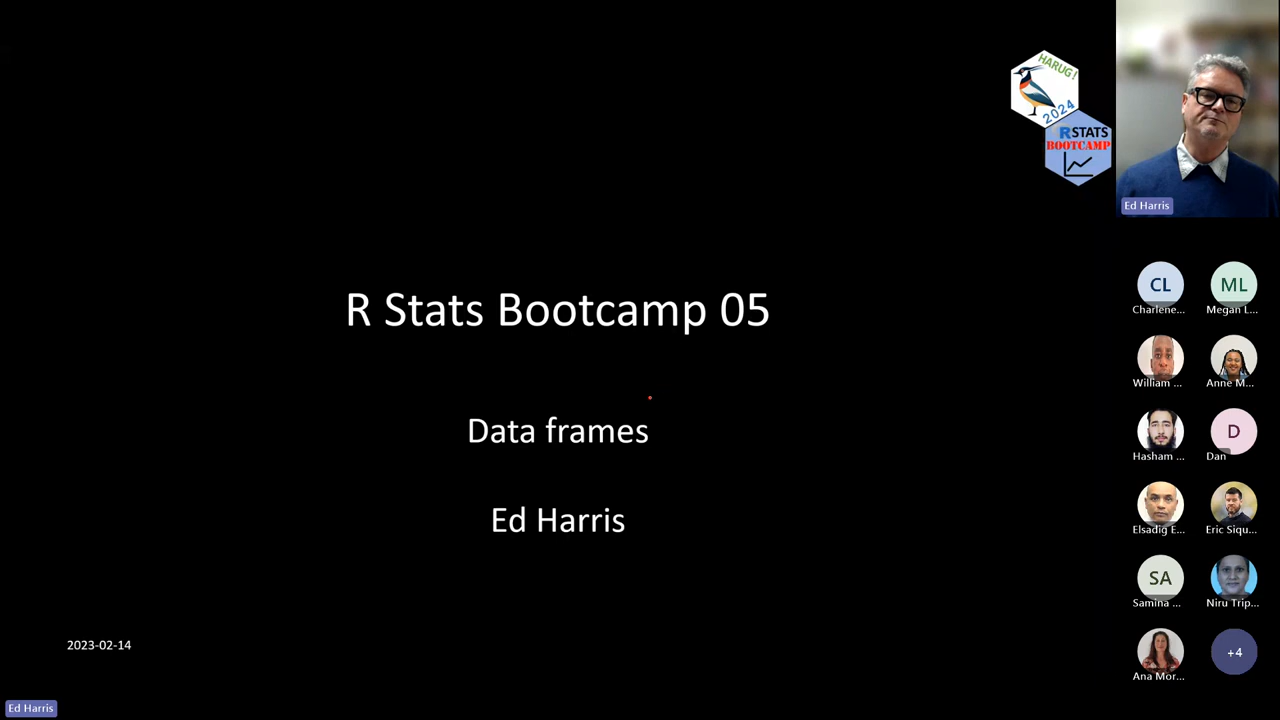 HARUG!
2024
RSTATS
BOOTCAMP
Ed Harris
R Stats Bootcamp 05
Data frames
Ed Harris
2023-02-14
Ed Harris
CL
Charlene...
ML
Megan L...
William ...
Anne M...
Hasham ...
D
Dan
Elsadig E...
Eric Siqu...
SA
Samina ...
Niru Trip...
Ana Mor...
+4